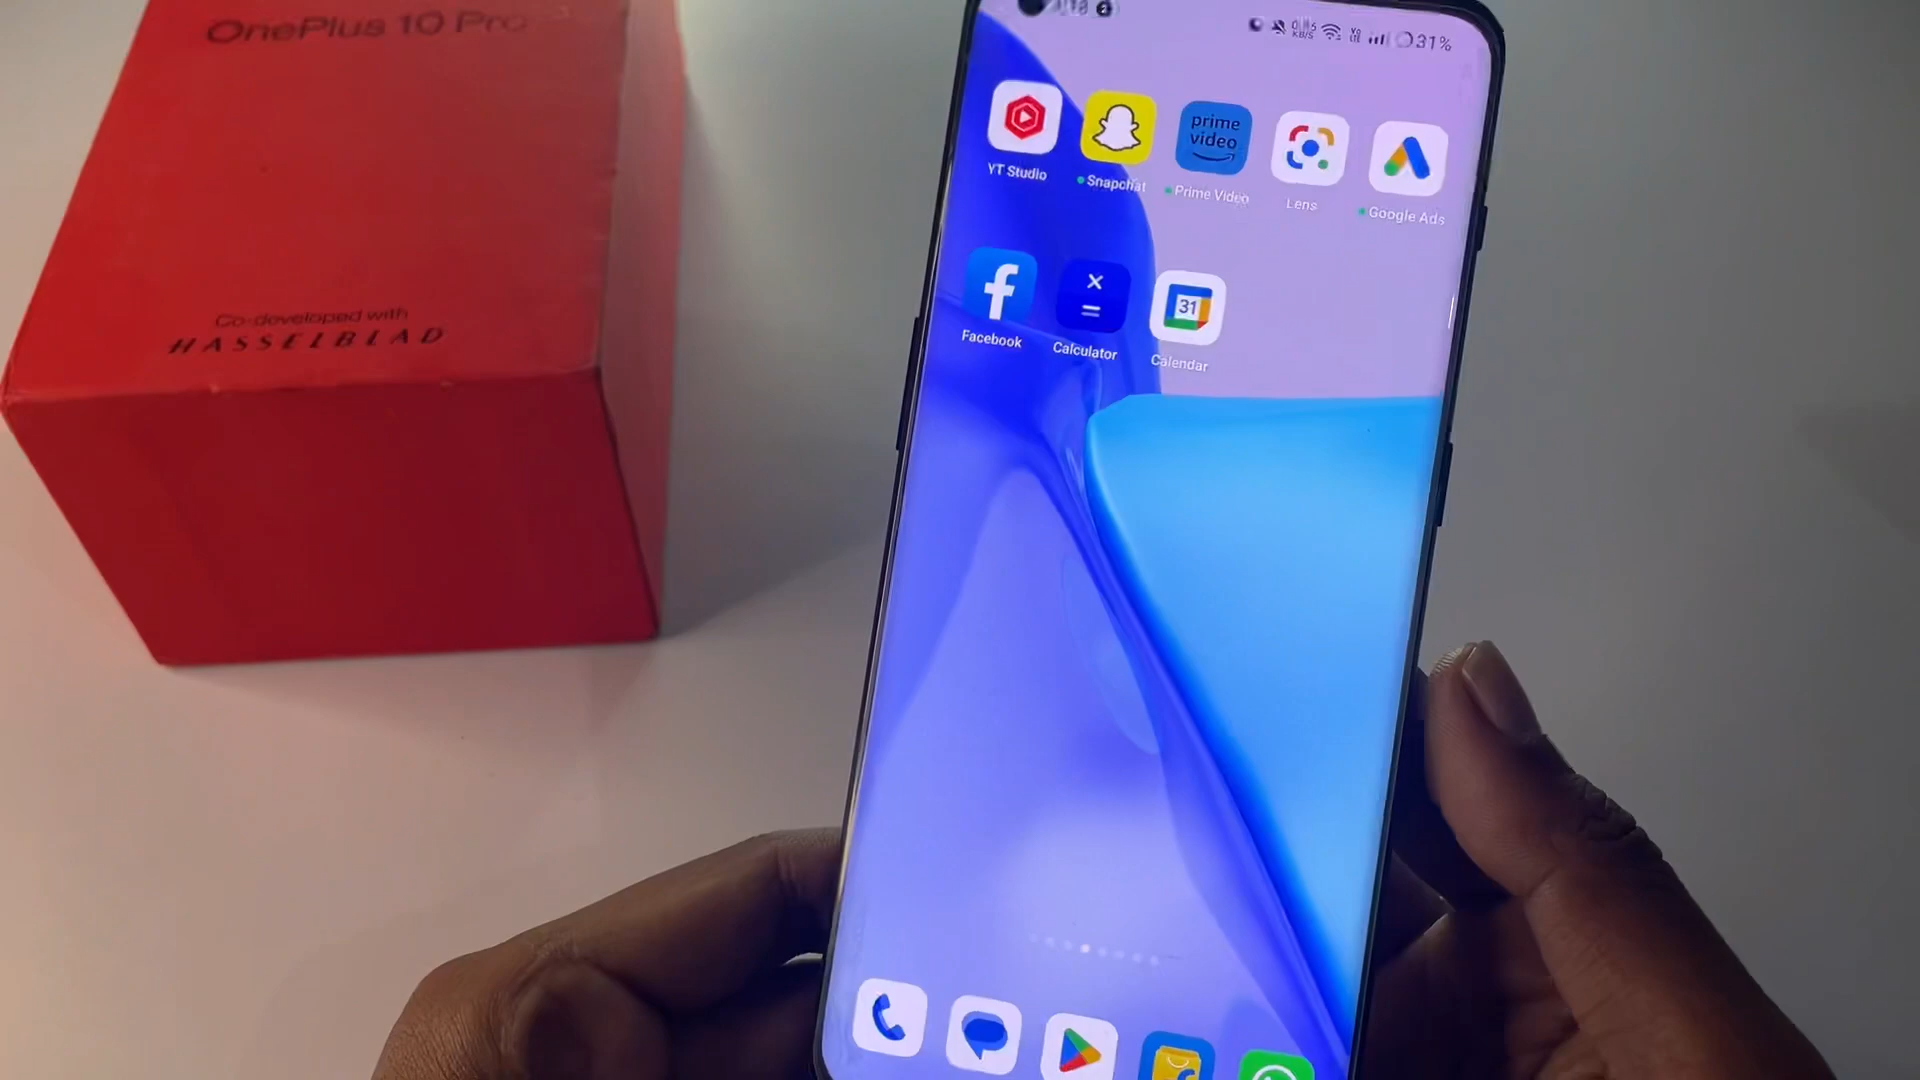 OnePlus 10 Pro
Co-developed with
HASSELBLAD
31%
KB/S
prime
video
YT Studio
Snapchat
Prime Video
Lens
Google Ads
31
Facebook
Calculator
Calendar